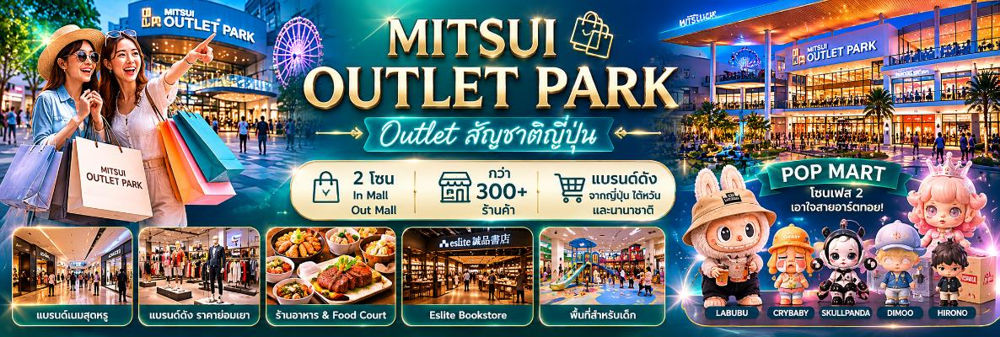 MITSUI
OUTLET PARK
MITSUI
OUTLET PARK
MITSUI
OUTLET PARK
Outlet สัญชาติญี่ปุ่น
MITSUI
OUTLET PARK
2 โซน
In Mall
Out Mall
กว่า
300+
ร้านค้า
แบรนด์ดัง
จากญี่ปุ่น ไต้หวัน
และนานาชาติ
POP MART
โซนเฟส 2
เอาใจสายอาร์ตทอย!
eslite 誠品書店
แบรนด์เนมสุดหรู
แบรนด์ดัง ราคาย่อมเยา
ร้านอาหาร & Food Court
Eslite Bookstore
พื้นที่สำหรับเด็ก
LABUBU
CRYBABY
SKULLPANDA
DIMOO
HIRONO